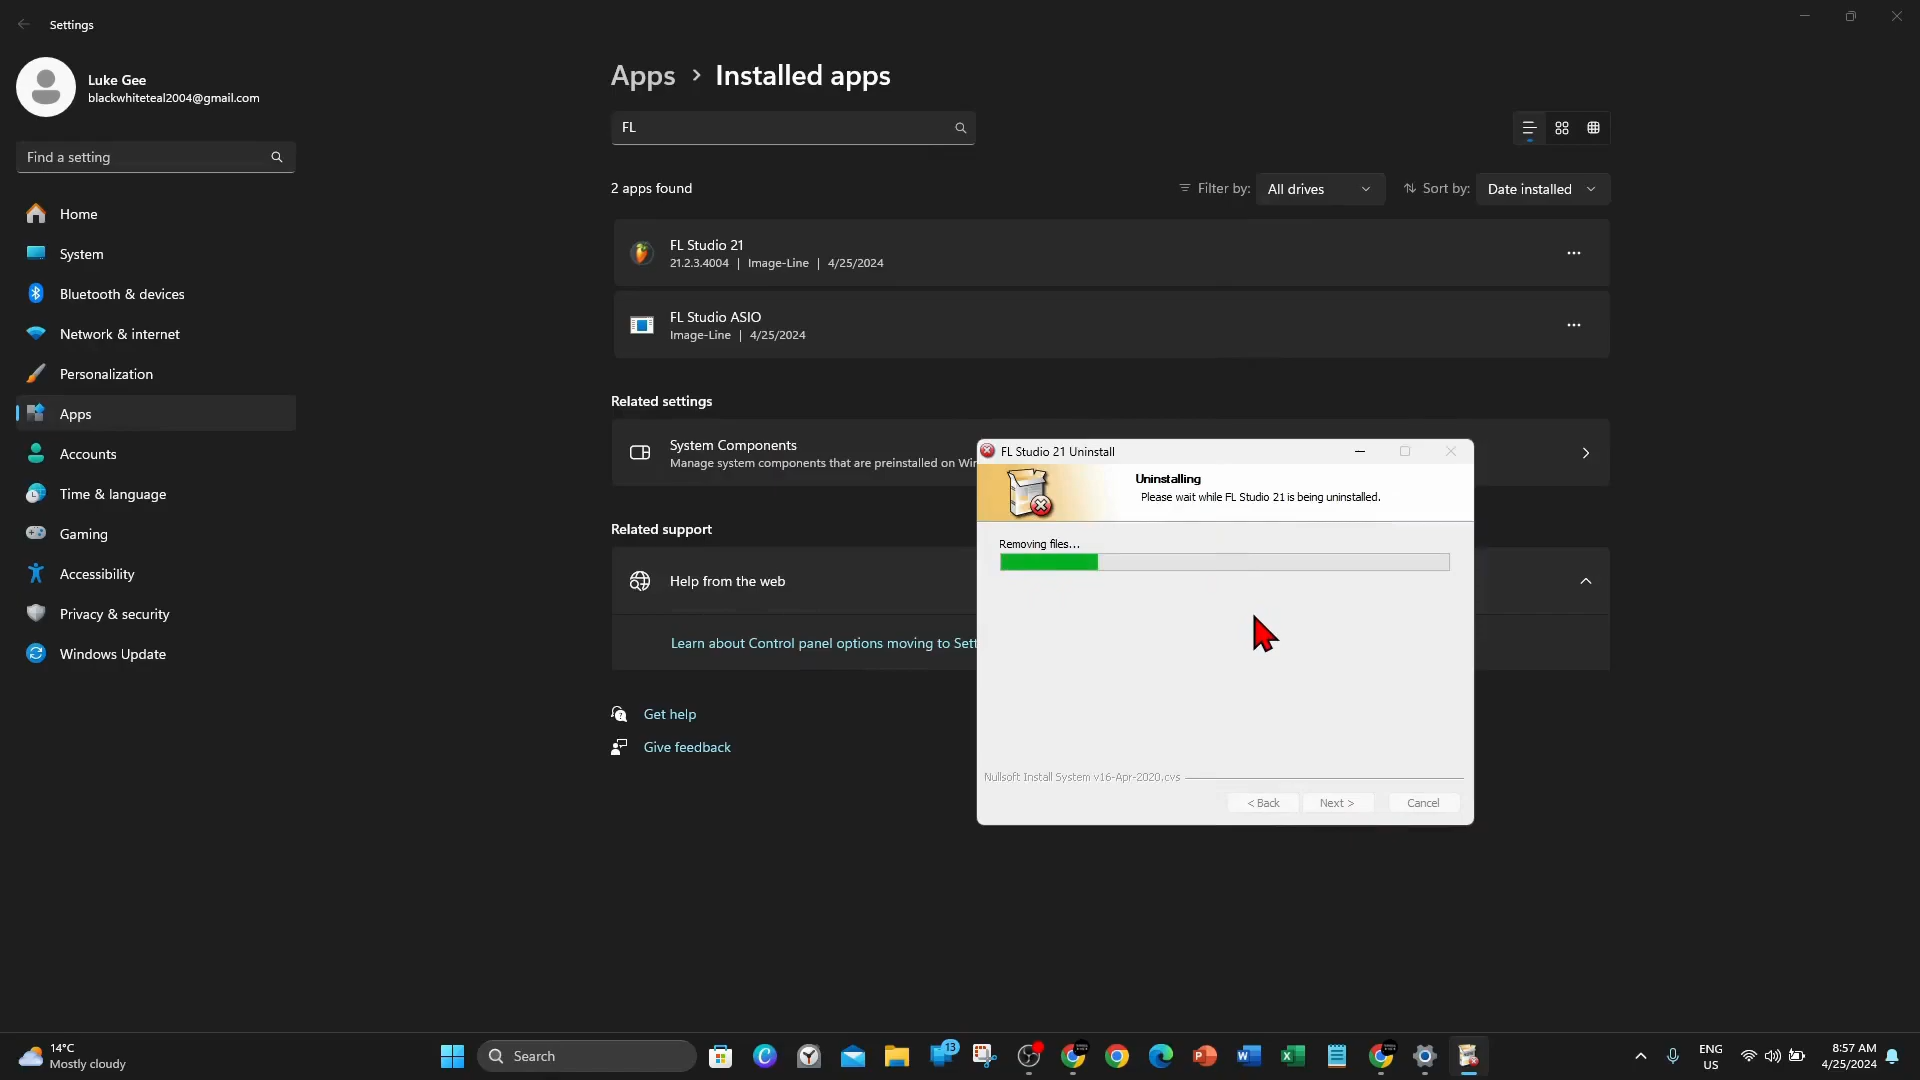 Settings
Luke Gee
blackwhiteteal2004@gmail.com
Find a setting
Home
System
Bluetooth & devices
Network & internet
Personalization
Apps
Accounts
Time & language
Gaming
Accessibility
Privacy & security
Windows Update
Apps > Installed apps
FL
2 apps found
Filter by: All drives
Sort by: Date installed
FL Studio 21
21.2.3.4004 | Image-Line | 4/25/2024
FL Studio ASIO
Image-Line | 4/25/2024
Related settings
System Components
Manage system components that are preinstalled on Win
Related support
Help from the web
Learn about Control panel options moving to Sett
Get help
Give feedback
FL Studio 21 Uninstall
Uninstalling
Please wait while FL Studio 21 is being uninstalled.
Removing files...
Nullsoft Install System v16-Apr-2020.cvs
< Back
Next >
Cancel
14°C
Mostly cloudy
Search
13
ENG
US
8:57 AM
4/25/2024